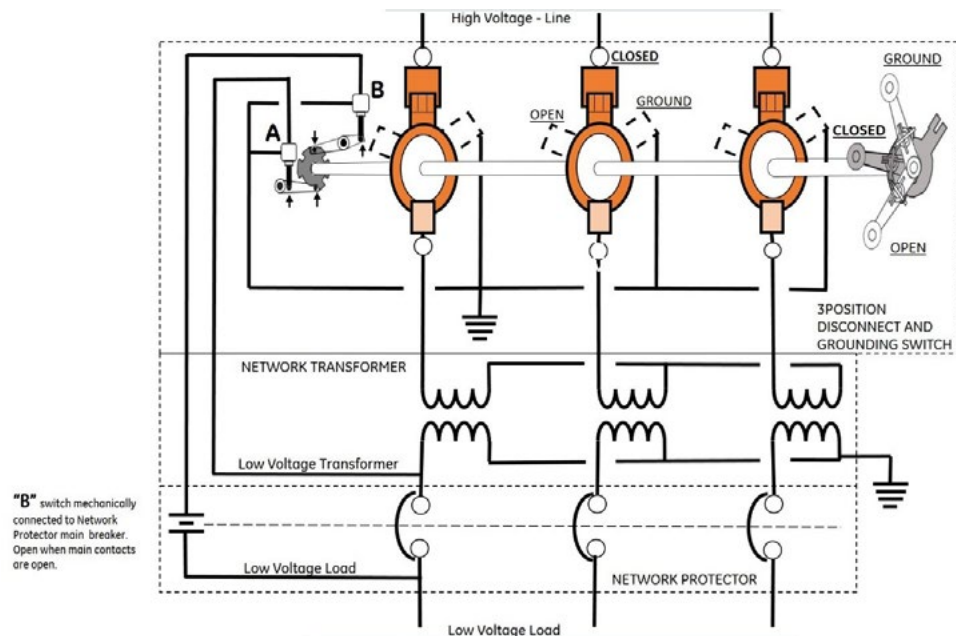 High Voltage - Line
CLOSED
GROUND
B
OPEN
GROUND
A
CLOSED
OPEN
3POSITION
DISCONNECT AND
GROUNDING SWITCH
NETWORK TRANSFORMER
Low Voltage Transformer
"B" switch mechanically
connected to Network
Protector main breaker.
Open when main contacts
are open.
Low Voltage Load
NETWORK PROTECTOR
Low Voltage Load